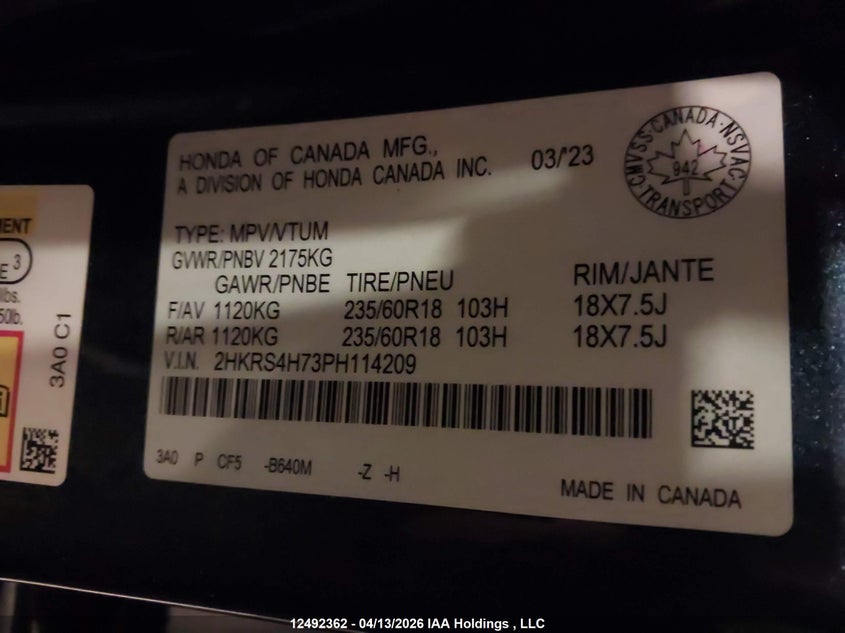 HONDA OF CANADA MFG.,
A DIVISION OF HONDA CANADA INC. 03/'23
CMVSS·CANADA·NSVAC·TRANSPORT·
942
TYPE: MPV/VTUM
GVWR/PNBV 2175KG
GAWR/PNBE TIRE/PNEU RIM/JANTE
F/AV 1120KG 235/60R18 103H 18X7.5J
R/AR 1120KG 235/60R18 103H 18X7.5J
V.I.N. 2HKRS4H73PH114209
3A0 P CF5 -B640M -Z -H
MADE IN CANADA
3
lbs.
50lb.
3A0 C1
12492362 - 04/13/2026 IAA Holdings , LLC